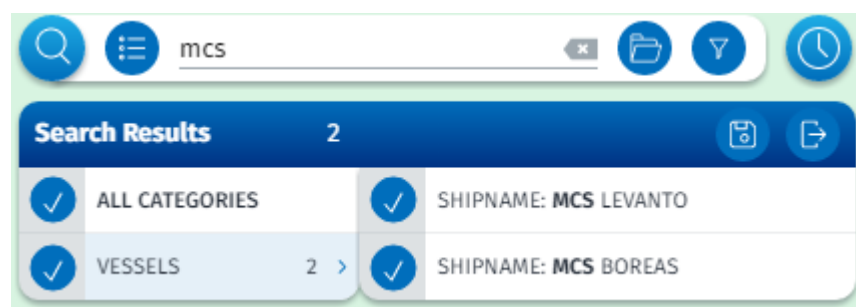 mcs
Search Results 2
ALL CATEGORIES
SHIPNAME: MCS LEVANTO
VESSELS 2 >
SHIPNAME: MCS BOREAS